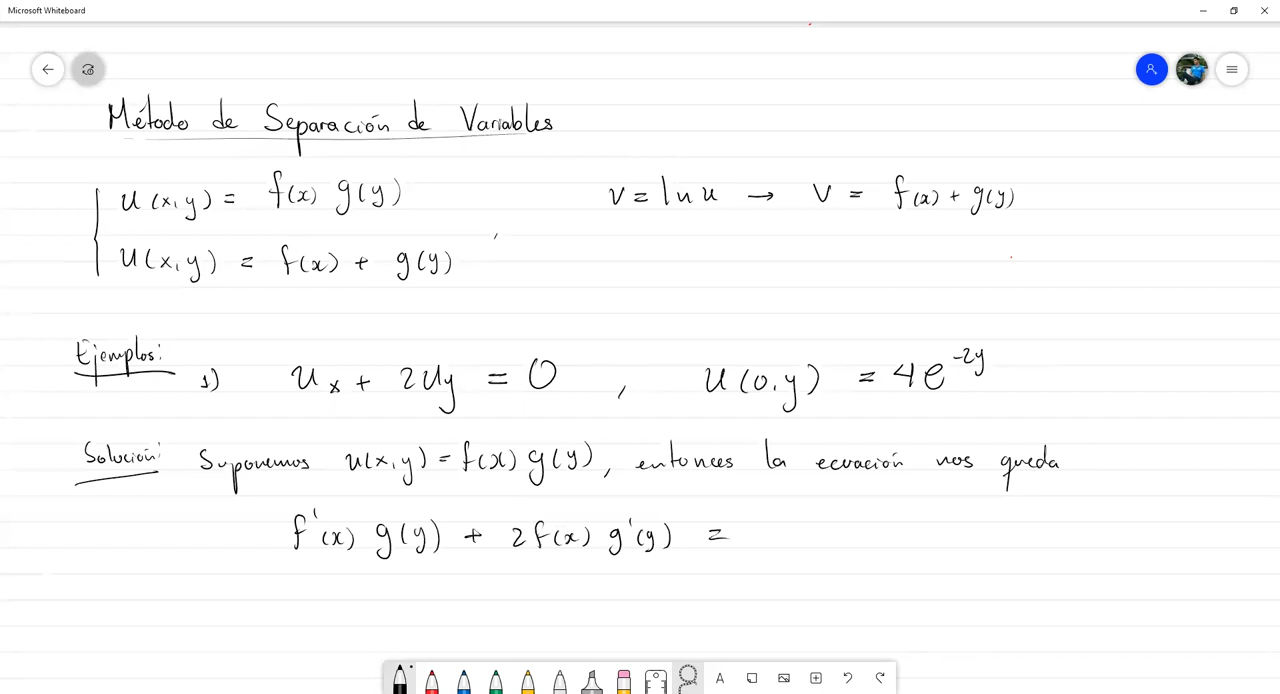 Microsoft Whiteboard
Método de Separación de Variables
u(x,y) = f(x) g(y)
v = ln u → v = f(x) + g(y)
u(x,y) = f(x) + g(y)
Ejemplos:
1) u_x + 2u_y = 0 , u(0,y) = 4e^{-2y}
Solución: Suponemos u(x,y) = f(x) g(y), entonces la ecuación nos queda
f'(x) g(y) + 2f(x) g'(y) =
A